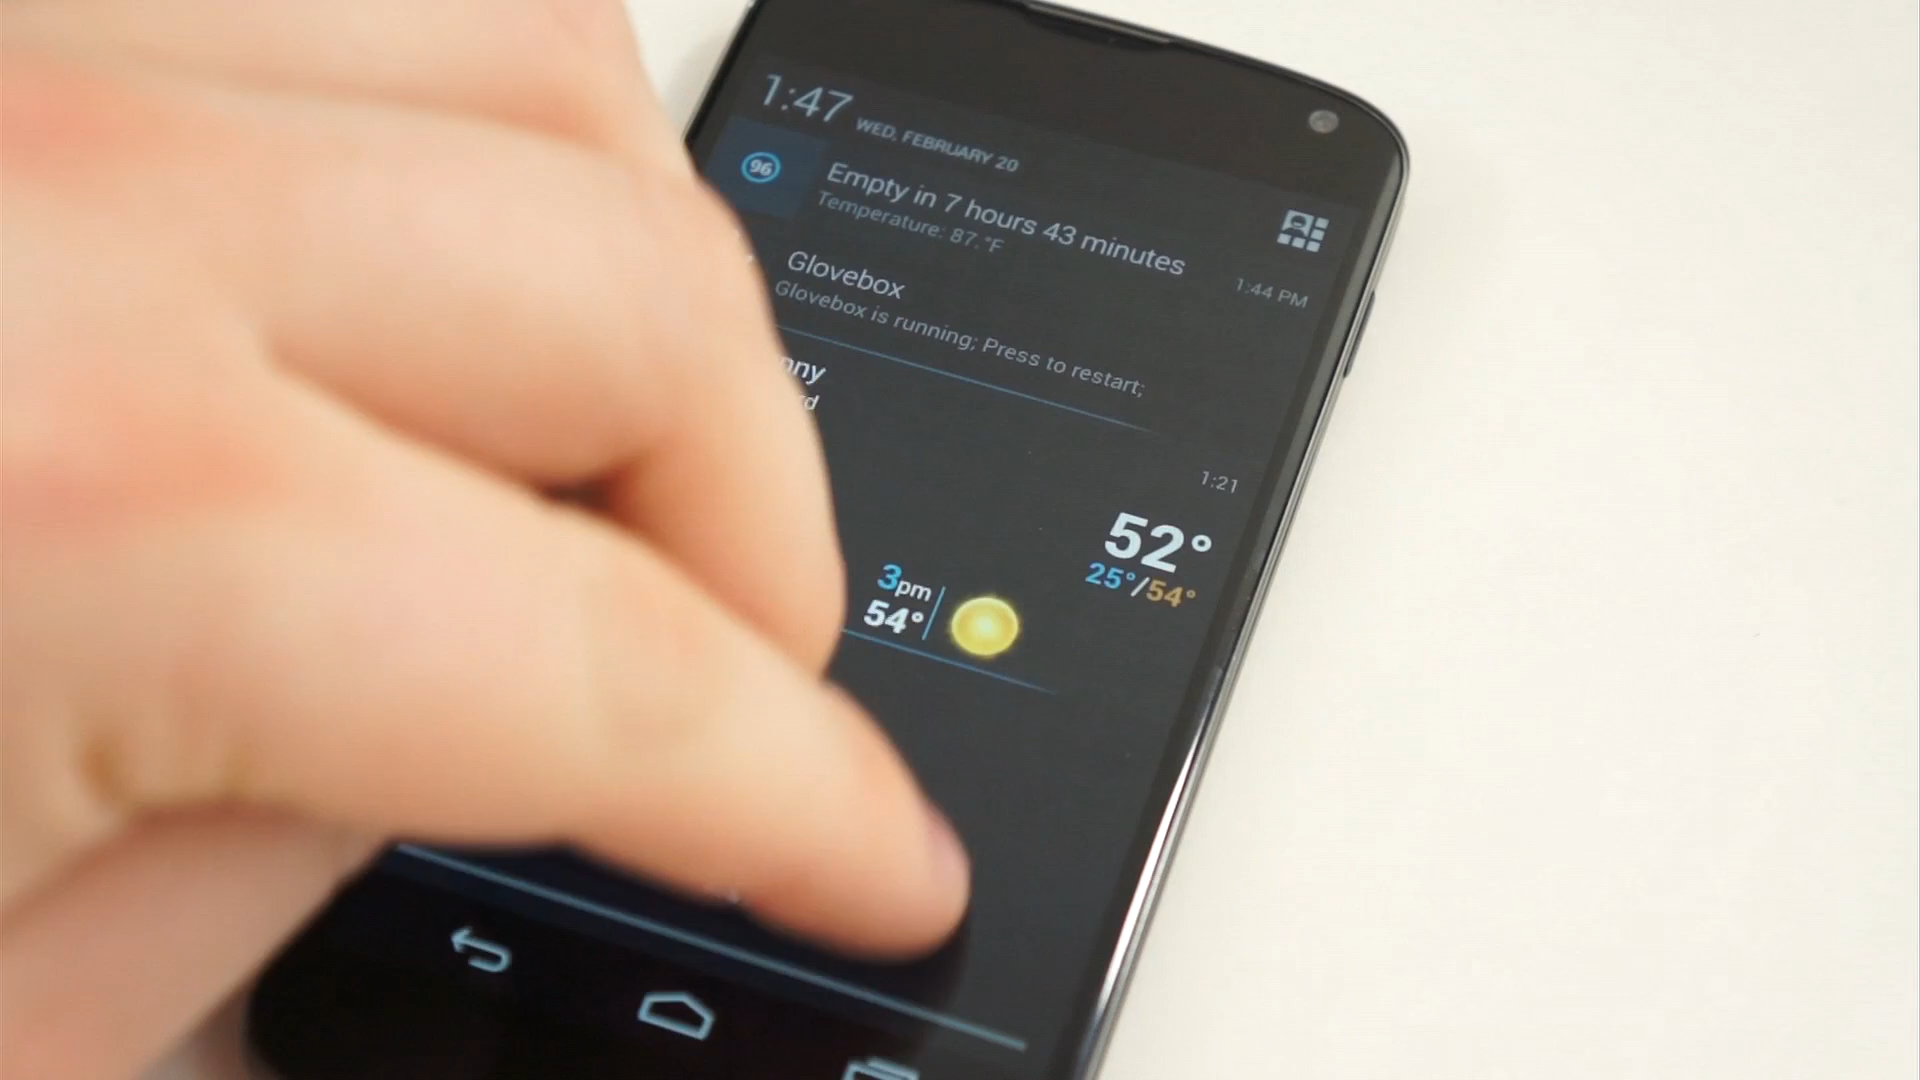 1:47 WED, FEBRUARY 20
96
Empty in 7 hours 43 minutes
Temperature: 87.°F
1:44 PM
Glovebox
Glovebox is running; Press to restart;
1:21
52°
25°/54°
3pm
54°